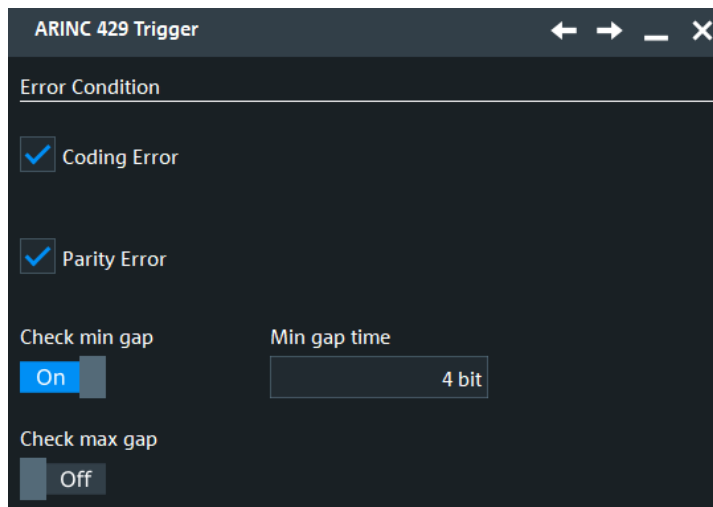 ARINC 429 Trigger
Error Condition
Coding Error
Parity Error
Check min gap Min gap time
On 4 bit
Check max gap
Off